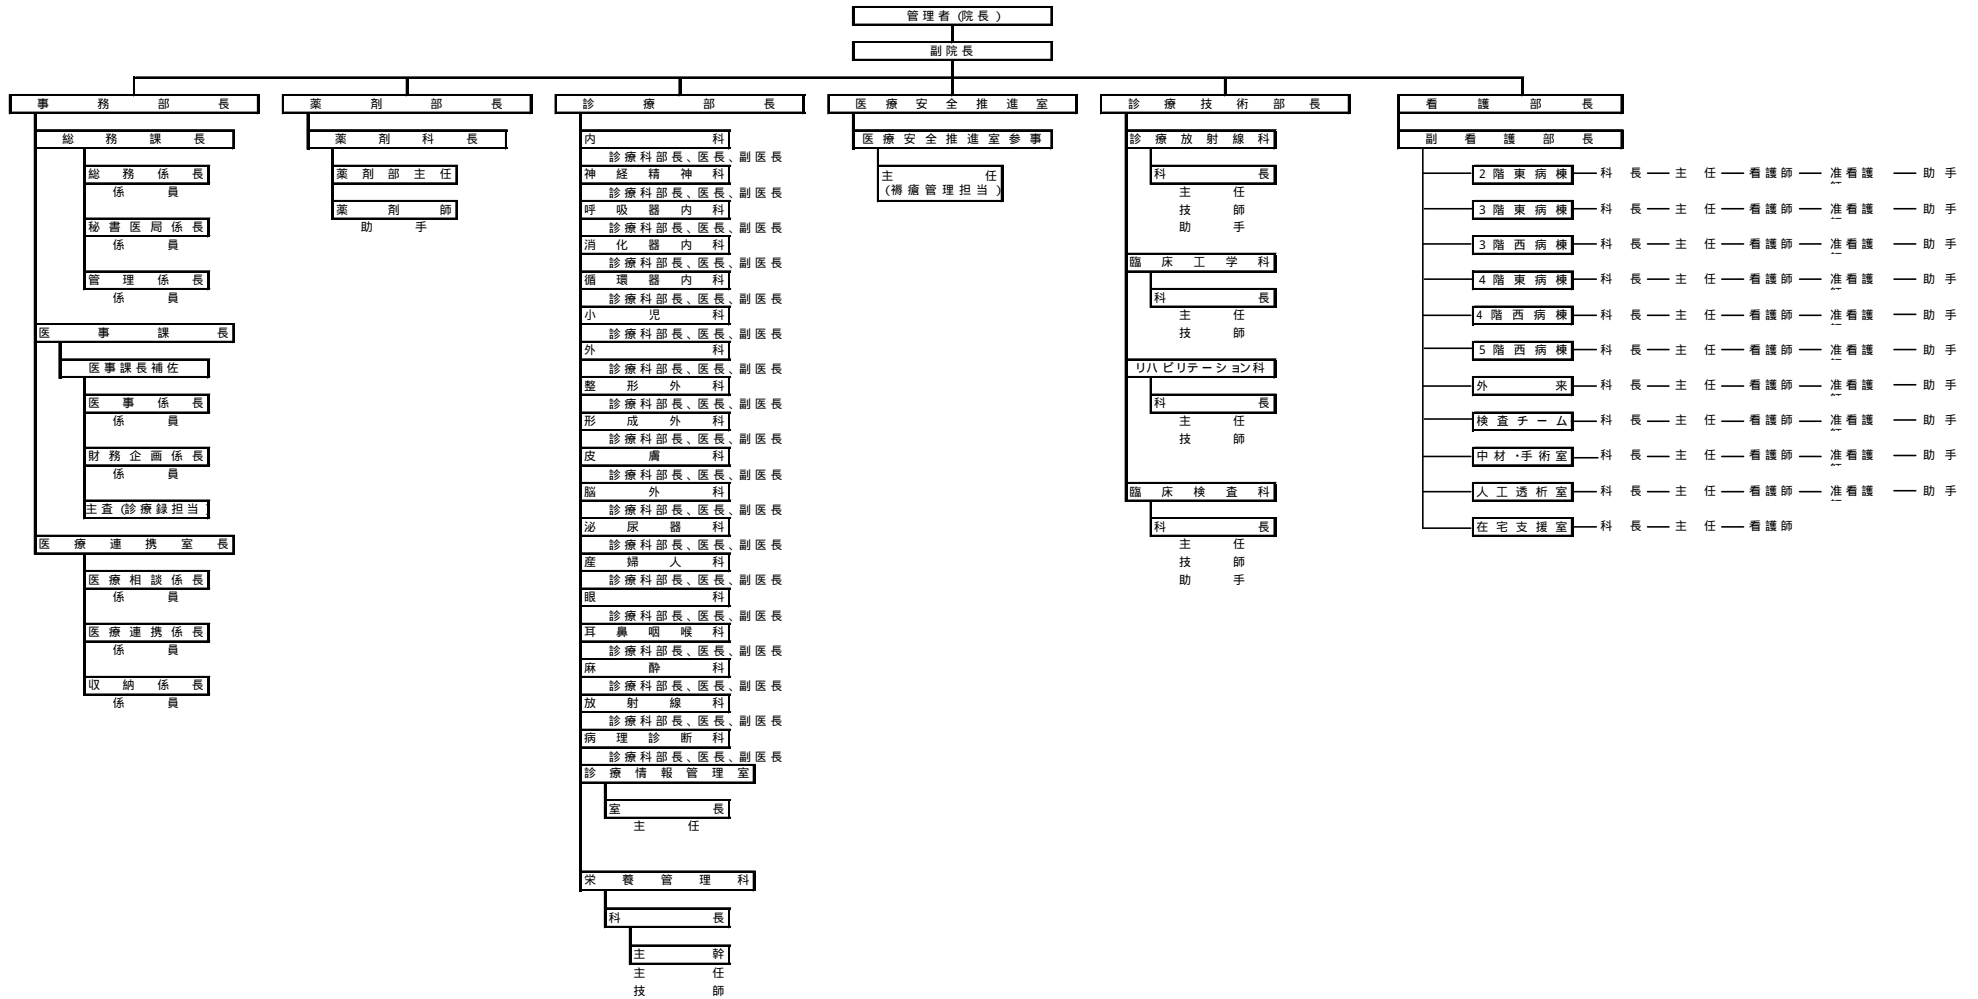 管理者(院長)
副院長
事務部長
総務課長
総務係長
係員
秘書医局係長
係員
管理係長
係員
医事課長
医事課長補佐
医事係長
係員
財務企画係長
係員
主査(診療録担当)
医療連携室長
医療相談係長
係員
医療連携係長
係員
収納係長
係員
薬剤部長
薬剤科長
薬剤部主任
薬剤師
助手
診療部長
内科
診療科部長、医長、副医長
神経精神科
診療科部長、医長、副医長
呼吸器内科
診療科部長、医長、副医長
消化器内科
診療科部長、医長、副医長
循環器内科
診療科部長、医長、副医長
小児科
診療科部長、医長、副医長
外科
診療科部長、医長、副医長
整形外科
診療科部長、医長、副医長
形成外科
診療科部長、医長、副医長
皮膚科
診療科部長、医長、副医長
脳外科
診療科部長、医長、副医長
泌尿器科
診療科部長、医長、副医長
産婦人科
診療科部長、医長、副医長
眼科
診療科部長、医長、副医長
耳鼻咽喉科
診療科部長、医長、副医長
麻酔科
診療科部長、医長、副医長
放射線科
診療科部長、医長、副医長
病理診断科
診療科部長、医長、副医長
診療情報管理室
室長
主任
栄養管理科
科長
主幹
主任
技師
医療安全推進室
医療安全推進室参事
主任
(褥瘡管理担当)
診療技術部長
診療放射線科
科長
主任
技師
助手
臨床工学科
科長
主任
技師
リハビリテーション科
科長
主任
技師
臨床検査科
科長
主任
技師
助手
看護部長
副看護部長
2階東病棟 科長 主任 看護師 准看護 助手
3階東病棟 科長 主任 看護師 准看護 助手
3階西病棟 科長 主任 看護師 准看護 助手
4階東病棟 科長 主任 看護師 准看護 助手
4階西病棟 科長 主任 看護師 准看護 助手
5階西病棟 科長 主任 看護師 准看護 助手
外来 科長 主任 看護師 准看護 助手
検査チーム 科長 主任 看護師 准看護 助手
中材・手術室 科長 主任 看護師 准看護 助手
人工透析室 科長 主任 看護師 准看護 助手
在宅支援室 科長 主任 看護師